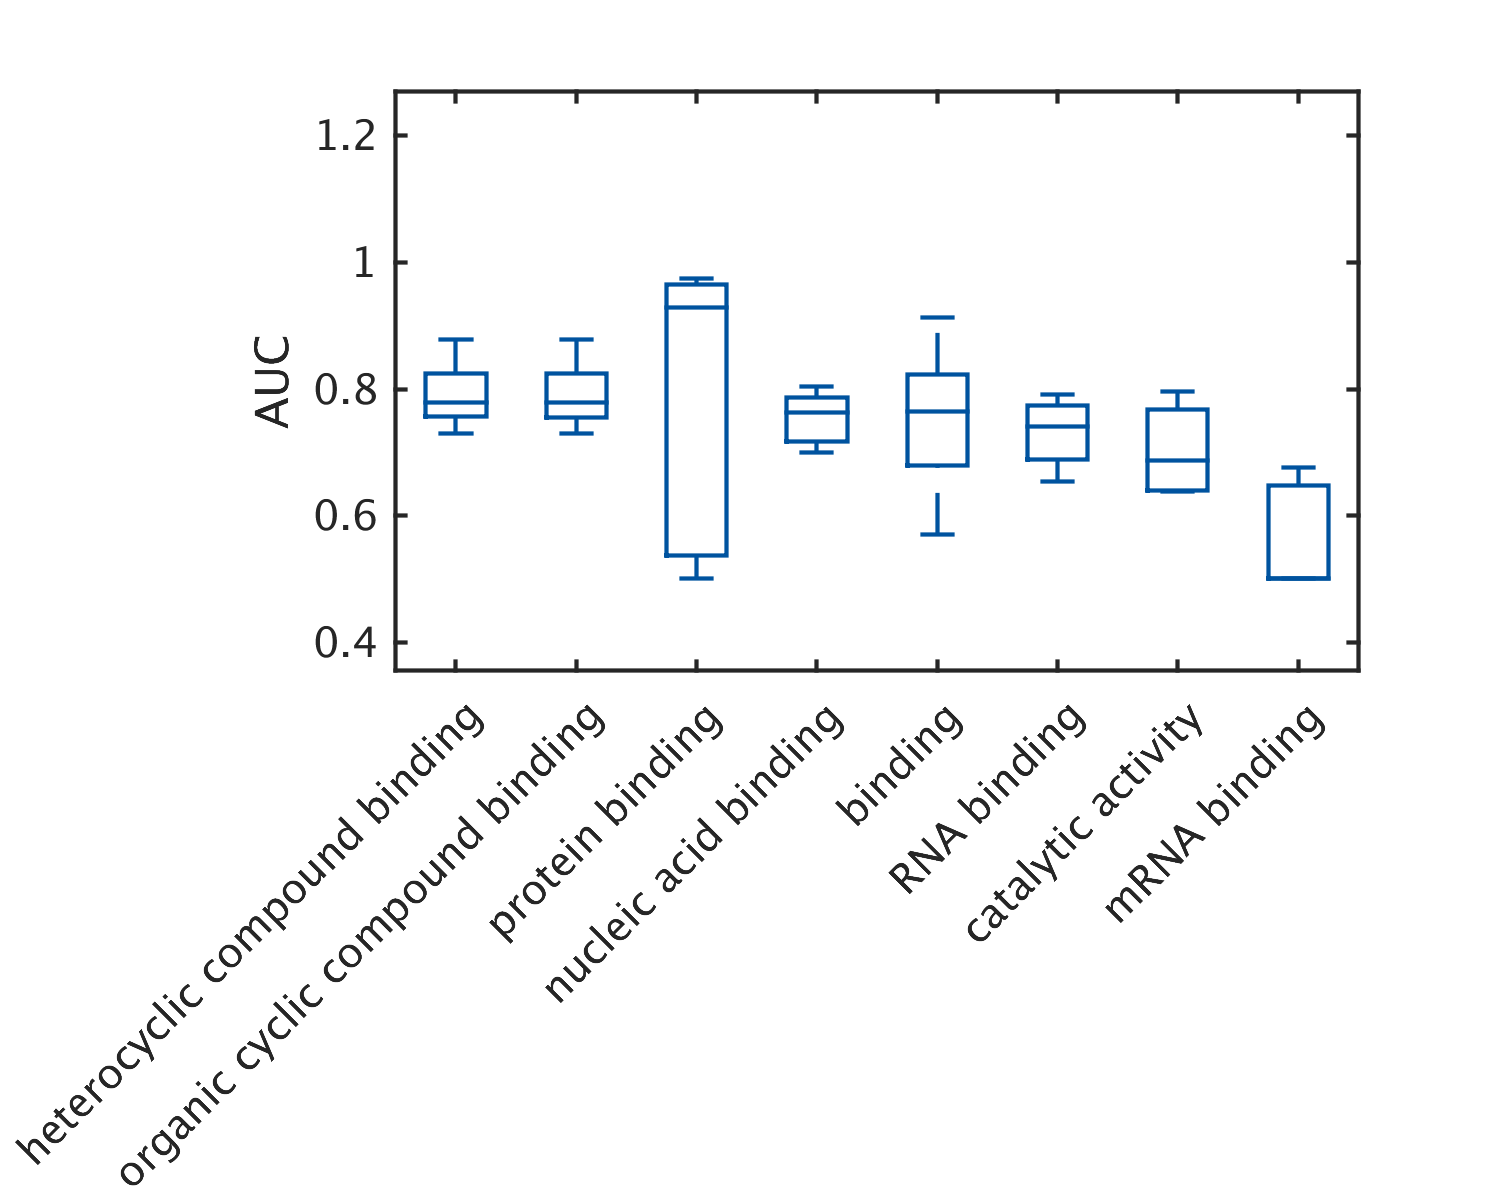 1.2
1
0.8
0.6
0.4
AUC
heterocyclic compound binding
organic cyclic compound binding
protein binding
nucleic acid binding
binding
RNA binding
catalytic activity
mRNA binding